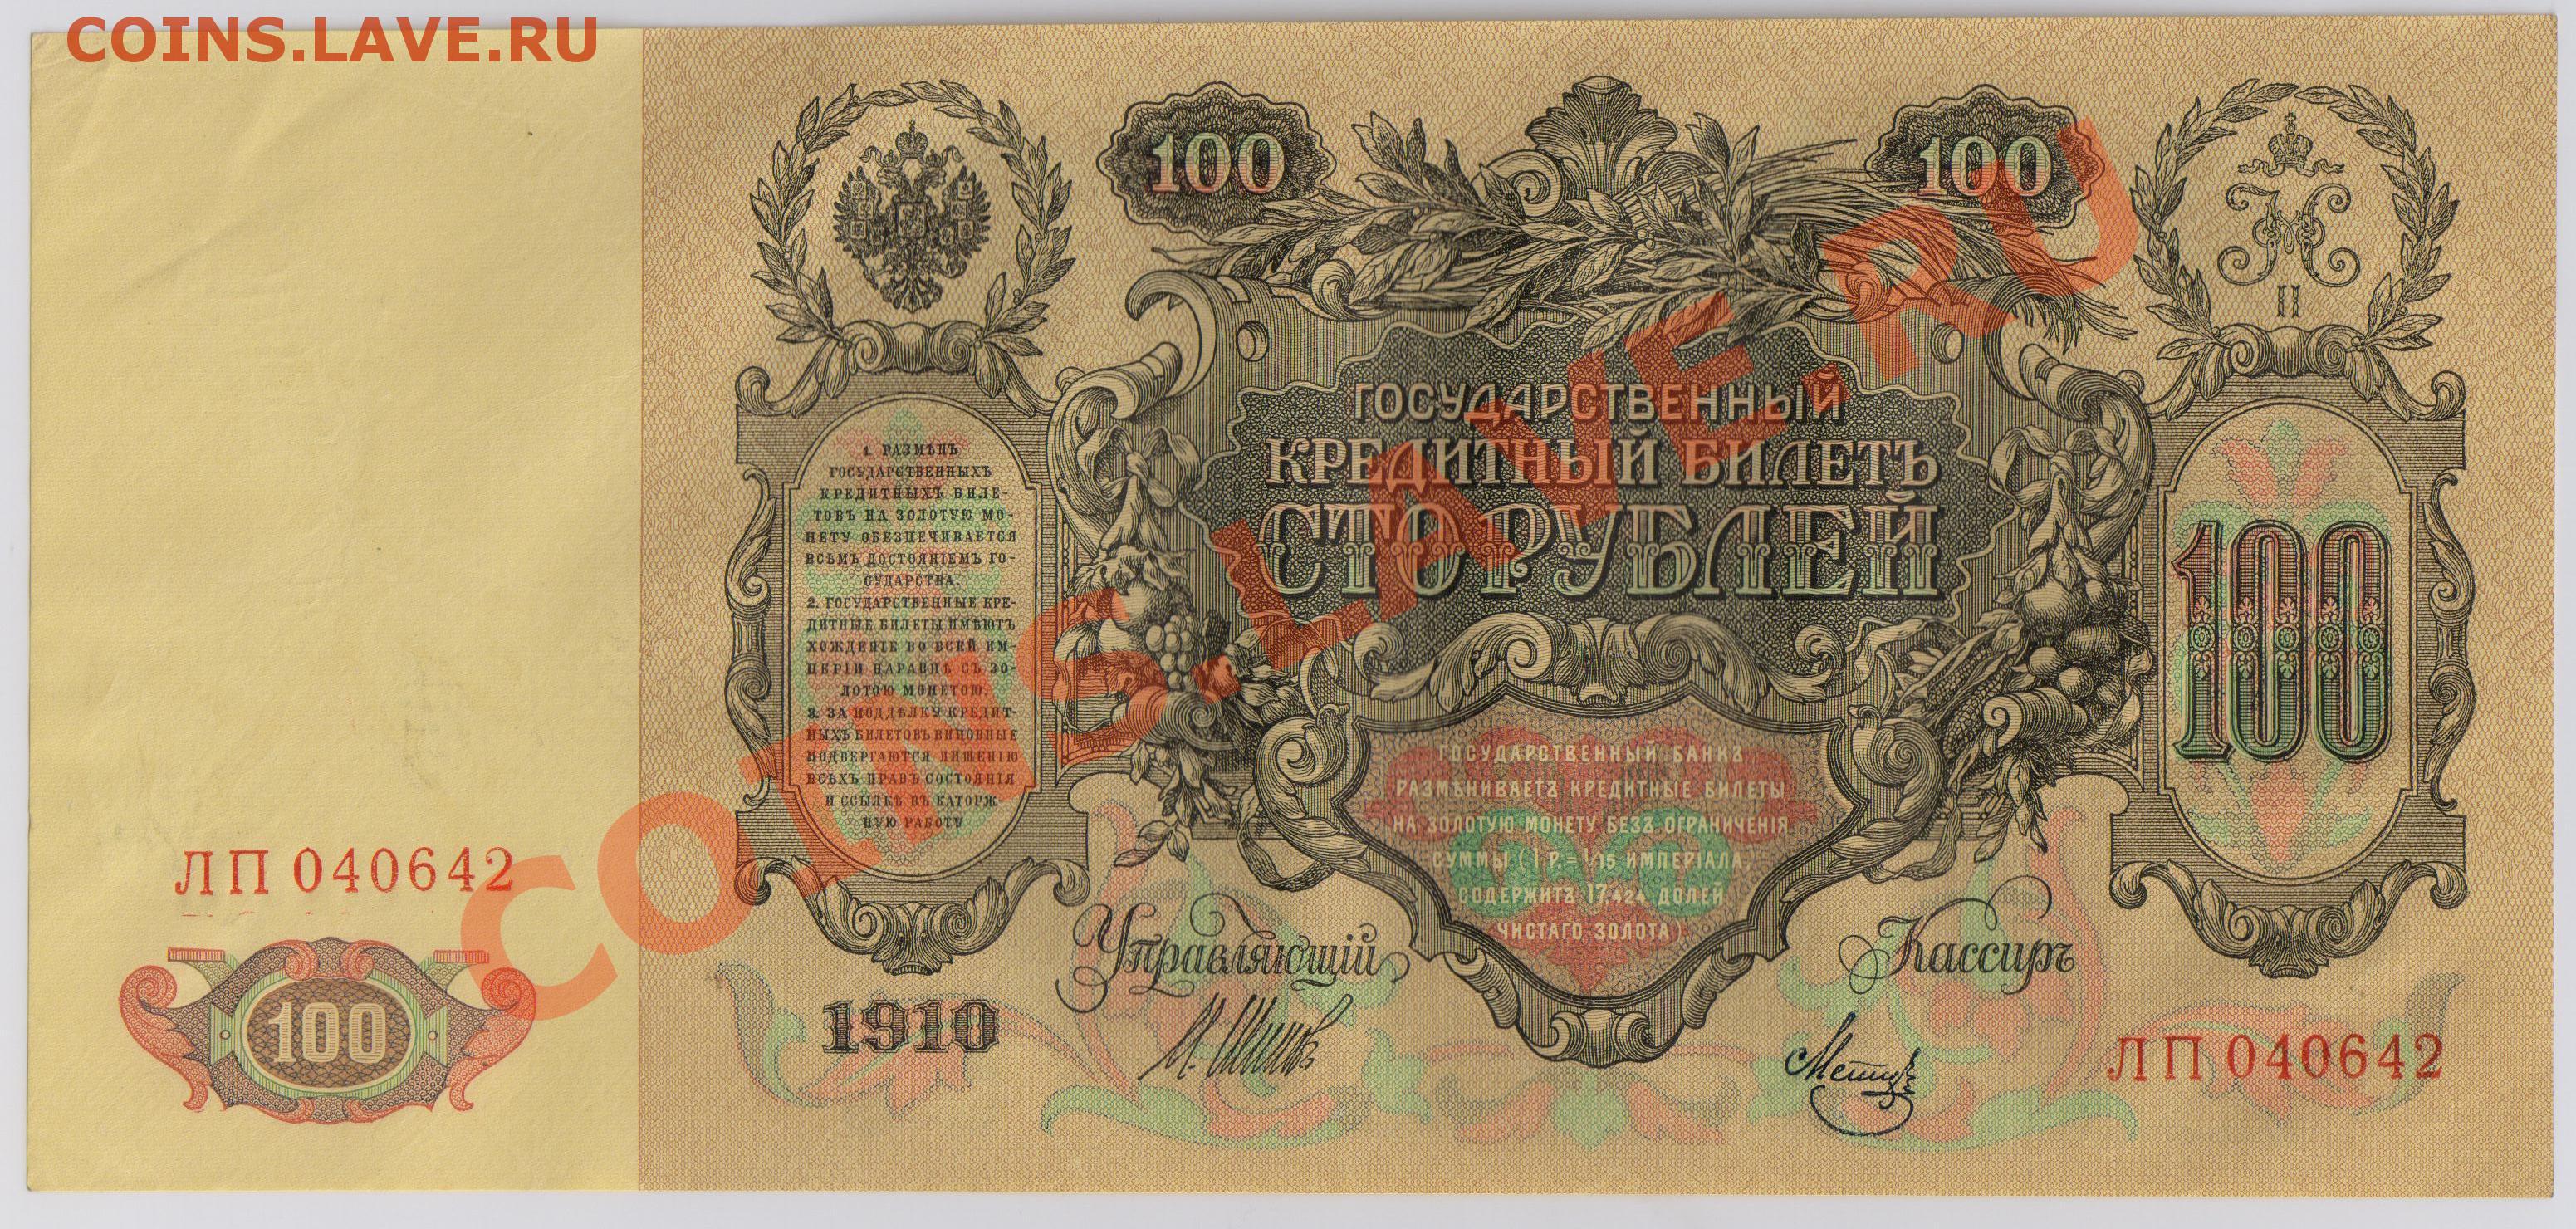 COINS.LAVE.RU
100
100
II
1. РАЗМѢНЪ
ГОСУДАРСТВЕННЫХЪ
КРЕДИТНЫХЪ БИЛЕ-
ТОВЪ НА ЗОЛОТУЮ МО-
НЕТУ ОБЕЗПЕЧИВАЕТСЯ
ВСѢМЪ ДОСТОЯНІЕМЪ ГО-
СУДАРСТВА.
2. ГОСУДАРСТВЕННЫЕ КРЕ-
ДИТНЫЕ БИЛЕТЫ ИМѢЮТЪ
ХОЖДЕНІЕ ВО ВСЕЙ ИМ-
ПЕРІИ НАРАВНѢ СЪ ЗО-
ЛОТОЮ МОНЕТОЮ.
3. ЗА ПОДДѢЛКУ КРЕДИТ-
НЫХЪ БИЛЕТОВЪ ВИНОВНЫЕ
ПОДВЕРГАЮТСЯ ЛИШЕНІЮ
ВСѢХЪ ПРАВЪ СОСТОЯНІЯ
И ССЫЛКѢ ВЪ КАТОРЖ-
НУЮ РАБОТУ
ГОСУДАРСТВЕННЫЙ
КРЕДИТНЫЙ БИЛЕТЪ
СТО РУБЛЕЙ
100
ГОСУДАРСТВЕННЫЙ БАНКЪ
РАЗМѢНИВАЕТЪ КРЕДИТНЫЕ БИЛЕТЫ
НА ЗОЛОТУЮ МОНЕТУ БЕЗЪ ОГРАНИЧЕНІЯ
СУММЫ (1 Р.= 1/15 ИМПЕРІАЛА,
СОДЕРЖИТЪ 17,424 ДОЛЕЙ
ЧИСТАГО ЗОЛОТА)
Управляющій
Кассиръ
1910
ЛП 040642
100
ЛП 040642
COINS.LAVE.RU